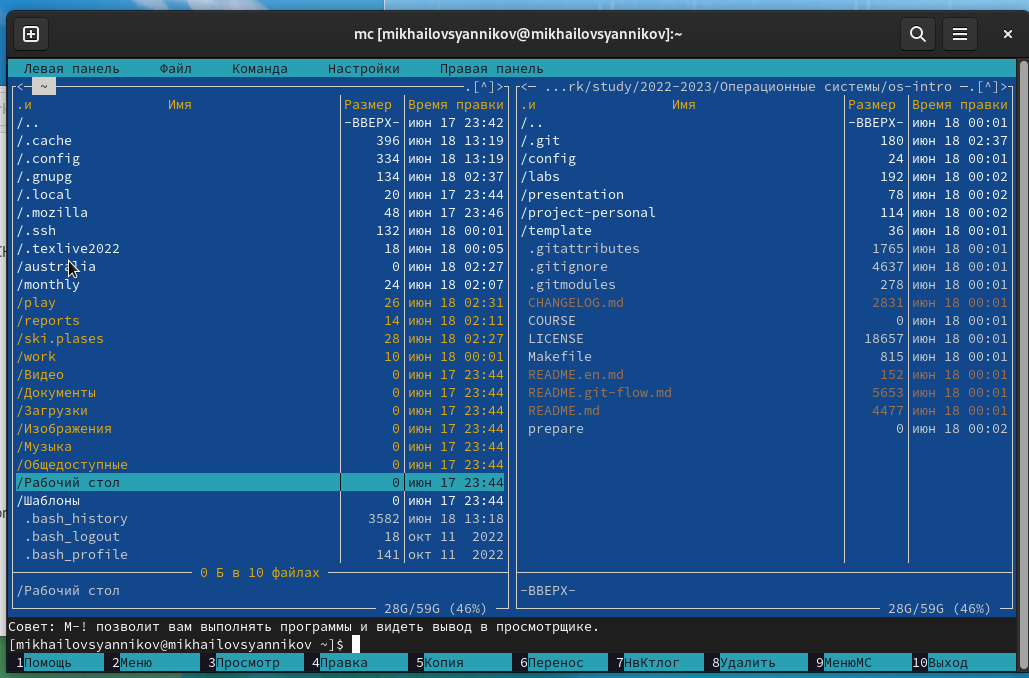 mc [mikhailovsyannikov@mikhailovsyannikov]:~
Левая панель Файл Команда Настройки Правая панель
<─ ~ .[^]>
.и Имя Размер Время правки
/.. -ВВЕРХ- июн 17 23:42
/.cache 396 июн 18 13:19
/.config 334 июн 18 13:19
/.gnupg 134 июн 18 02:37
/.local 20 июн 17 23:44
/.mozilla 48 июн 17 23:46
/.ssh 132 июн 18 00:01
/.texlive2022 18 июн 18 00:05
/australia 0 июн 18 02:27
/monthly 24 июн 18 02:07
/play 26 июн 18 02:31
/reports 14 июн 18 02:11
/ski.plases 28 июн 18 02:27
/work 10 июн 18 00:01
/Видео 0 июн 17 23:44
/Документы 0 июн 17 23:44
/Загрузки 0 июн 17 23:44
/Изображения 0 июн 17 23:44
/Музыка 0 июн 17 23:44
/Общедоступные 0 июн 17 23:44
/Рабочий стол 0 июн 17 23:44
/Шаблоны 0 июн 17 23:44
.bash_history 3582 июн 18 13:18
.bash_logout 18 окт 11 2022
.bash_profile 141 окт 11 2022
0 Б в 10 файлах
/Рабочий стол
28G/59G (46%)
<─ ...rk/study/2022-2023/Операционные системы/os-intro ─.[^]>
.и Имя Размер Время правки
/.. -ВВЕРХ- июн 18 00:01
/.git 180 июн 18 02:37
/config 24 июн 18 00:01
/labs 192 июн 18 00:02
/presentation 78 июн 18 00:02
/project-personal 114 июн 18 00:02
/template 36 июн 18 00:01
.gitattributes 1765 июн 18 00:01
.gitignore 4637 июн 18 00:01
.gitmodules 278 июн 18 00:01
CHANGELOG.md 2831 июн 18 00:01
COURSE 0 июн 18 00:01
LICENSE 18657 июн 18 00:01
Makefile 815 июн 18 00:01
README.en.md 152 июн 18 00:01
README.git-flow.md 5653 июн 18 00:01
README.md 4477 июн 18 00:01
prepare 0 июн 18 00:02
-ВВЕРХ-
28G/59G (46%)
Совет: M-! позволит вам выполнять программы и видеть вывод в просмотрщике.
[mikhailovsyannikov@mikhailovsyannikov ~]$
1Помощь 2Меню 3Просмотр 4Правка 5Копия 6Перенос 7НвКтлог 8Удалить 9МенюMC 10Выход